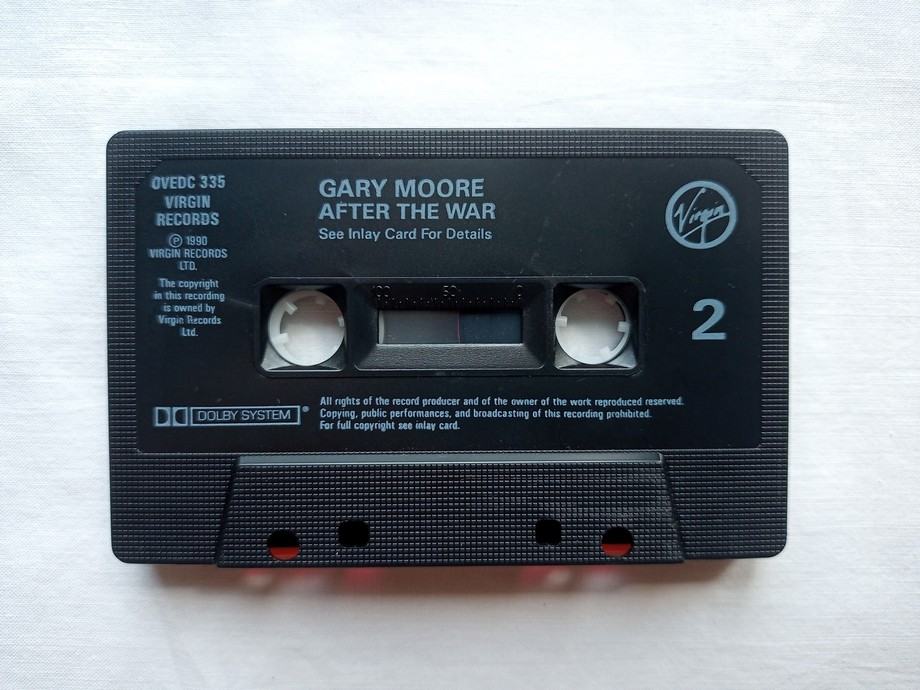 OVEDC 335
VIRGIN
RECORDS
Ⓟ 1990
VIRGIN RECORDS
LTD.
The copyright
in this recording
is owned by
Virgin Records
Ltd.
GARY MOORE
AFTER THE WAR
See Inlay Card For Details
Virgin
100 50 0
2
DOLBY SYSTEM ®
All rights of the record producer and of the owner of the work reproduced reserved.
Copying, public performances, and broadcasting of this recording prohibited.
For full copyright see inlay card.